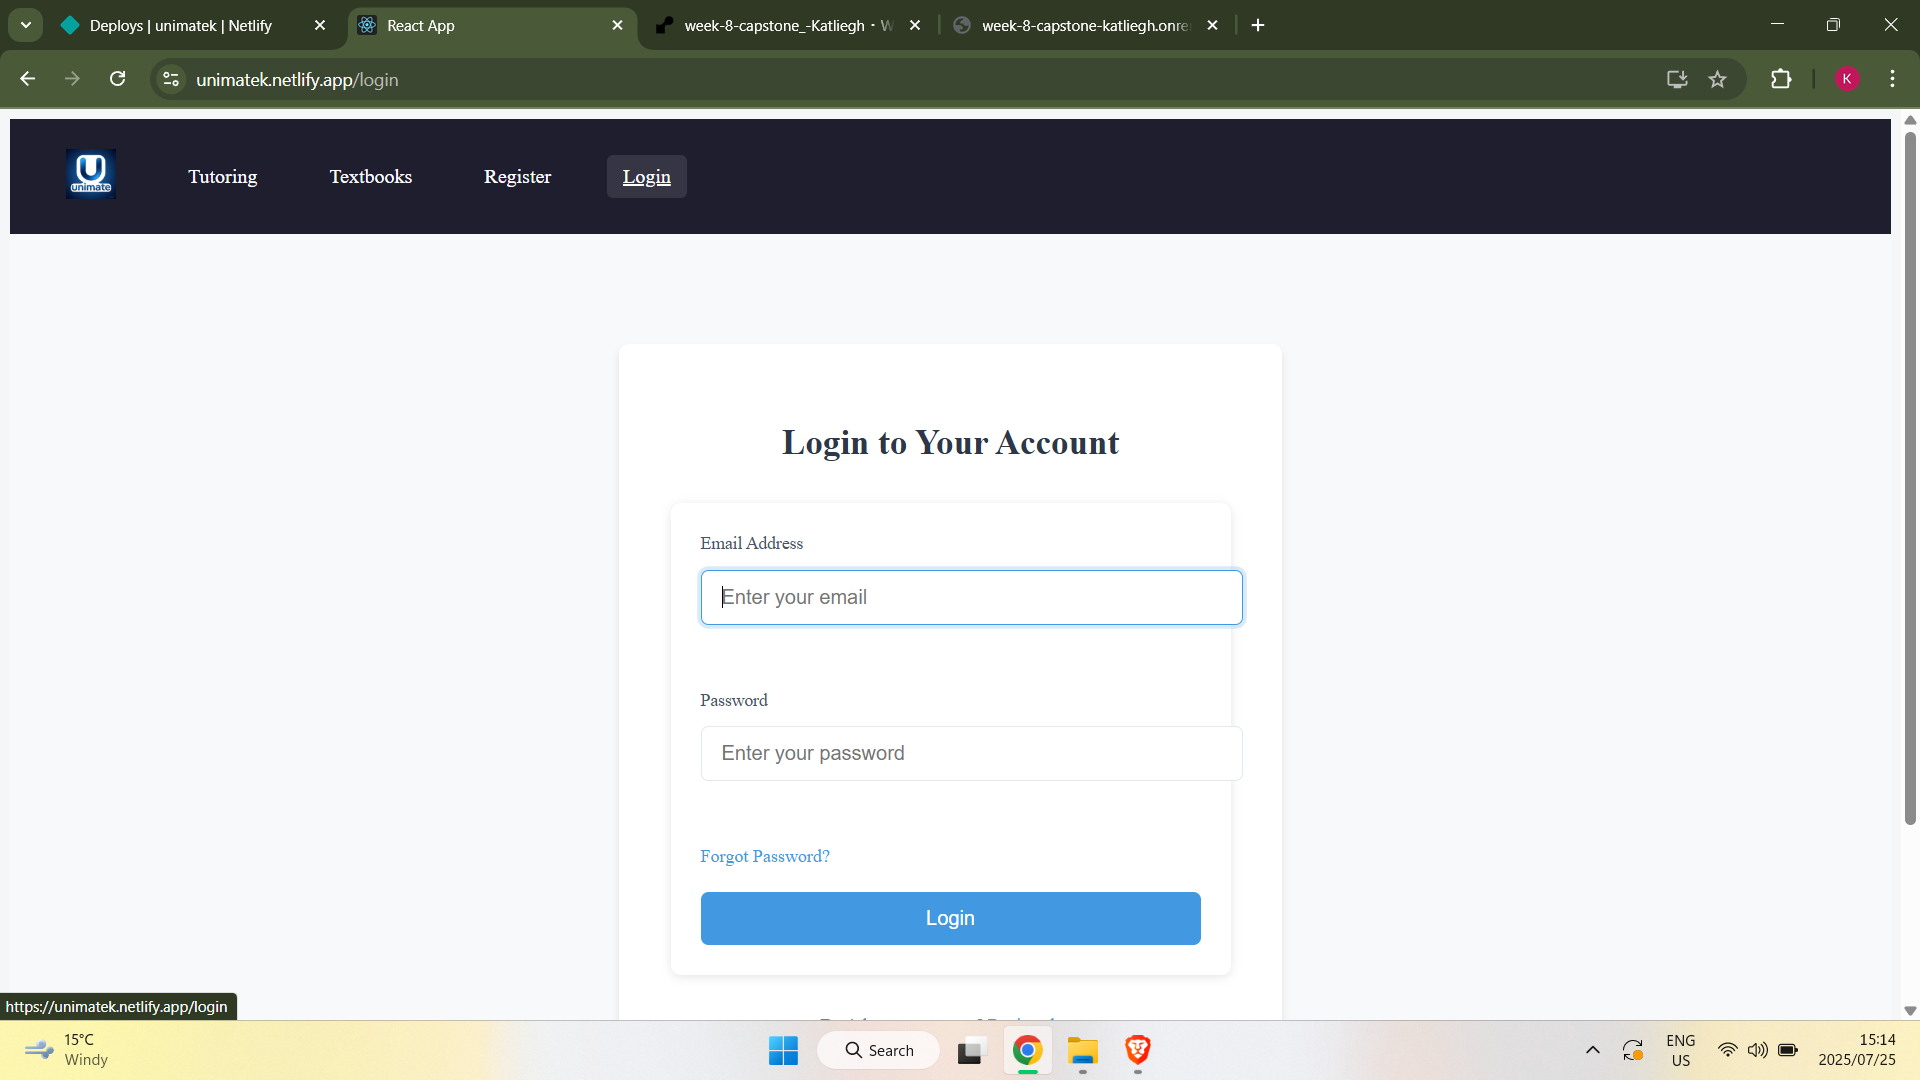 Deploys | unimatek | Netlify
React App
week-8-capstone_-Katliegh · W
week-8-capstone-katliegh.onre
unimatek.netlify.app/login
K
U
unimate
Tutoring
Textbooks
Register
Login
Login to Your Account
Email Address
Enter your email
Password
Enter your password
Forgot Password?
Login
https://unimatek.netlify.app/login
15°C
Windy
Search
ENG
US
15:14
2025/07/25